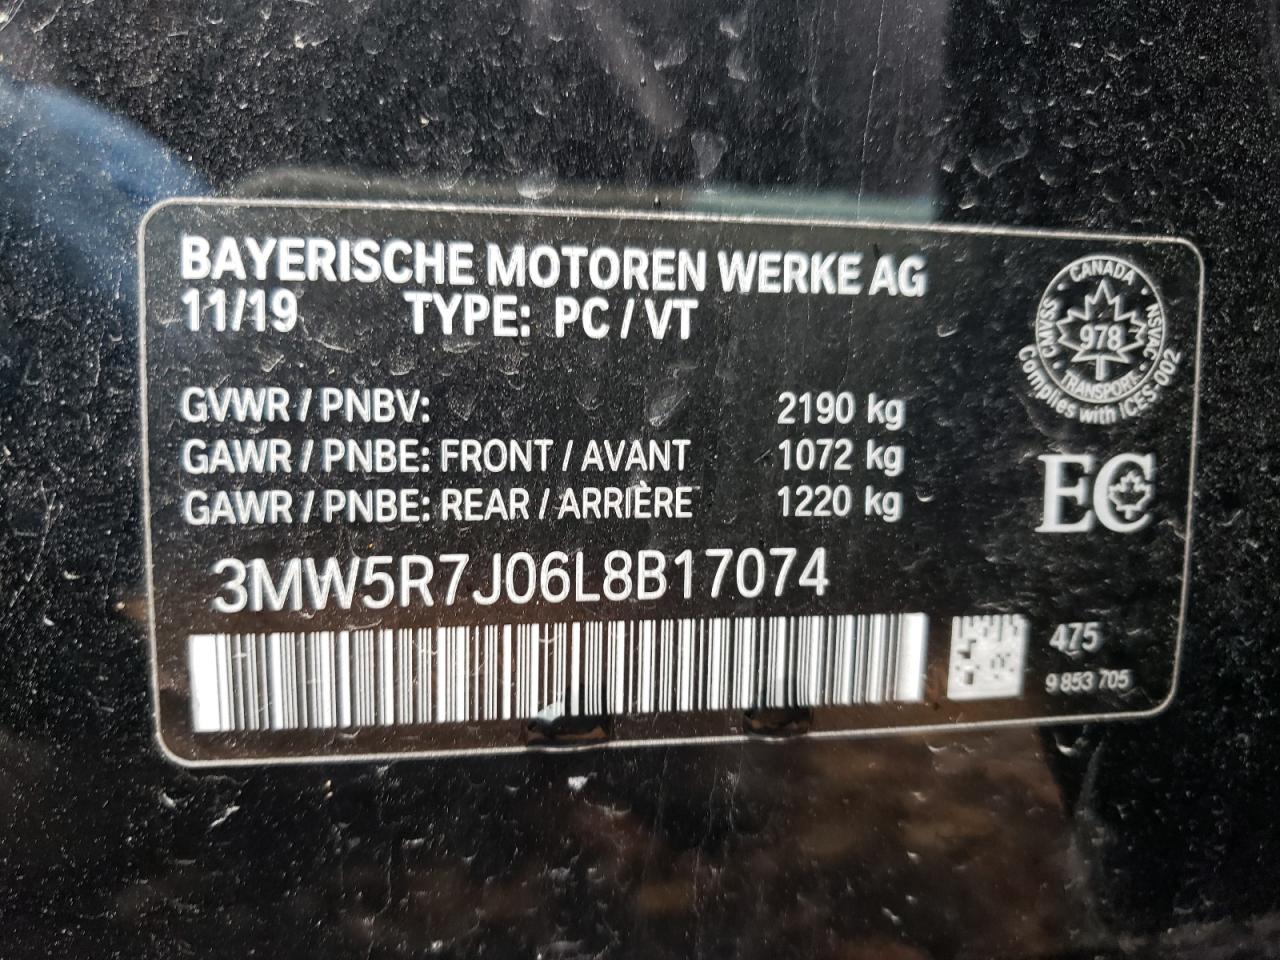 BAYERISCHE MOTOREN WERKE AG
11/19 TYPE: PC / VT
GVWR / PNBV: 2190 kg
GAWR / PNBE: FRONT / AVANT 1072 kg
GAWR / PNBE: REAR / ARRIÈRE 1220 kg
3MW5R7J06L8B17074
CANADA
CMVSS
978
NSVAC
TRANSPORT
Complies with ICES-002
EC
475
9 853 705